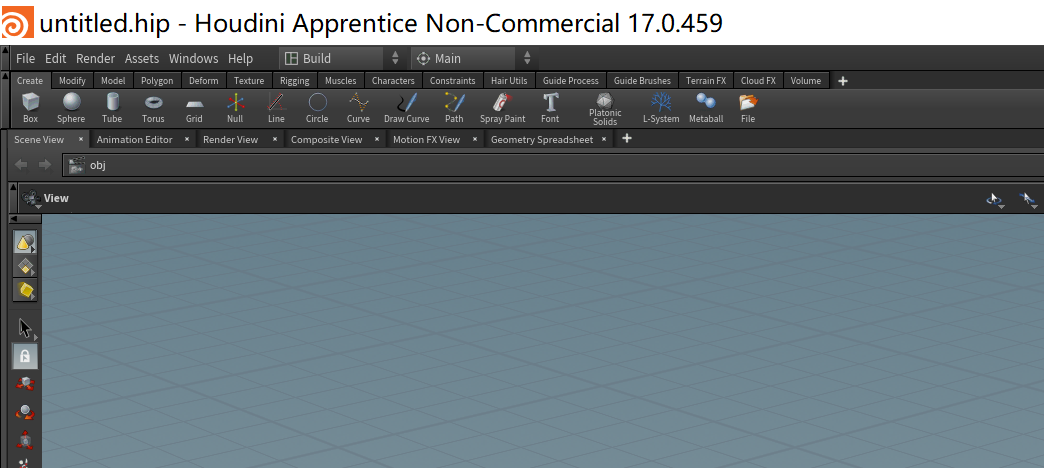 untitled.hip - Houdini Apprentice Non-Commercial 17.0.459
File Edit Render Assets Windows Help Build Main
Create Modify Model Polygon Deform Texture Rigging Muscles Characters Constraints Hair Utils Guide Process Guide Brushes Terrain FX Cloud FX Volume
Box Sphere Tube Torus Grid Null Line Circle Curve Draw Curve Path Spray Paint Font Platonic Solids L-System Metaball File
Scene View Animation Editor Render View Composite View Motion FX View Geometry Spreadsheet
obj
View